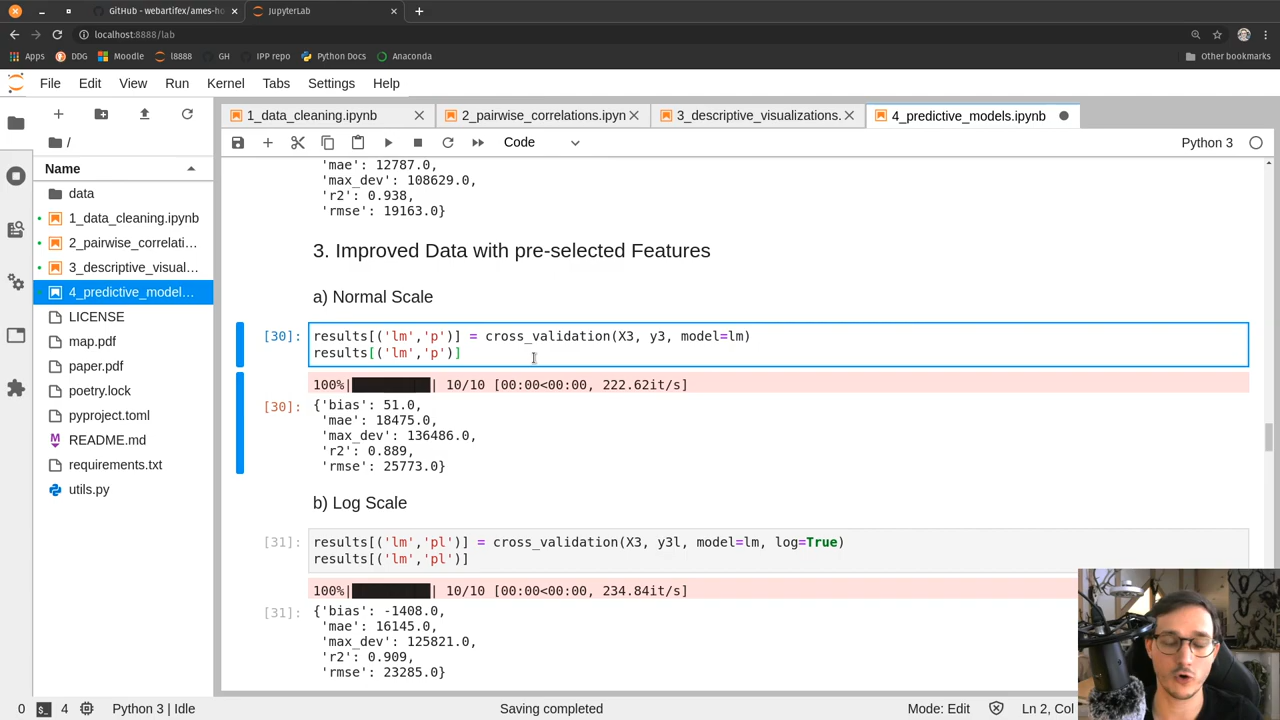 GitHub - webartifex/ames-ho
JupyterLab
localhost:8888/lab
Apps DDG Moodle l8888 GH IPP repo Python Docs Anaconda Other bookmarks
File Edit View Run Kernel Tabs Settings Help
1_data_cleaning.ipynb
2_pairwise_correlations.ipyn
3_descriptive_visualizations.
4_predictive_models.ipynb
Code
Python 3
/
Name
data
1_data_cleaning.ipynb
2_pairwise_correlati…
3_descriptive_visual…
4_predictive_model…
LICENSE
map.pdf
paper.pdf
poetry.lock
pyproject.toml
README.md
requirements.txt
utils.py
'mae': 12787.0,
'max_dev': 108629.0,
'r2': 0.938,
'rmse': 19163.0}
3. Improved Data with pre-selected Features
a) Normal Scale
[30]: results[('lm','p')] = cross_validation(X3, y3, model=lm)
results[('lm','p')]
100%|██████████| 10/10 [00:00<00:00, 222.62it/s]
[30]: {'bias': 51.0,
'mae': 18475.0,
'max_dev': 136486.0,
'r2': 0.889,
'rmse': 25773.0}
b) Log Scale
[31]: results[('lm','pl')] = cross_validation(X3, y3l, model=lm, log=True)
results[('lm','pl')]
100%|██████████| 10/10 [00:00<00:00, 234.84it/s]
[31]: {'bias': -1408.0,
'mae': 16145.0,
'max_dev': 125821.0,
'r2': 0.909,
'rmse': 23285.0}
0 4 Python 3 | Idle Saving completed Mode: Edit Ln 2, Col